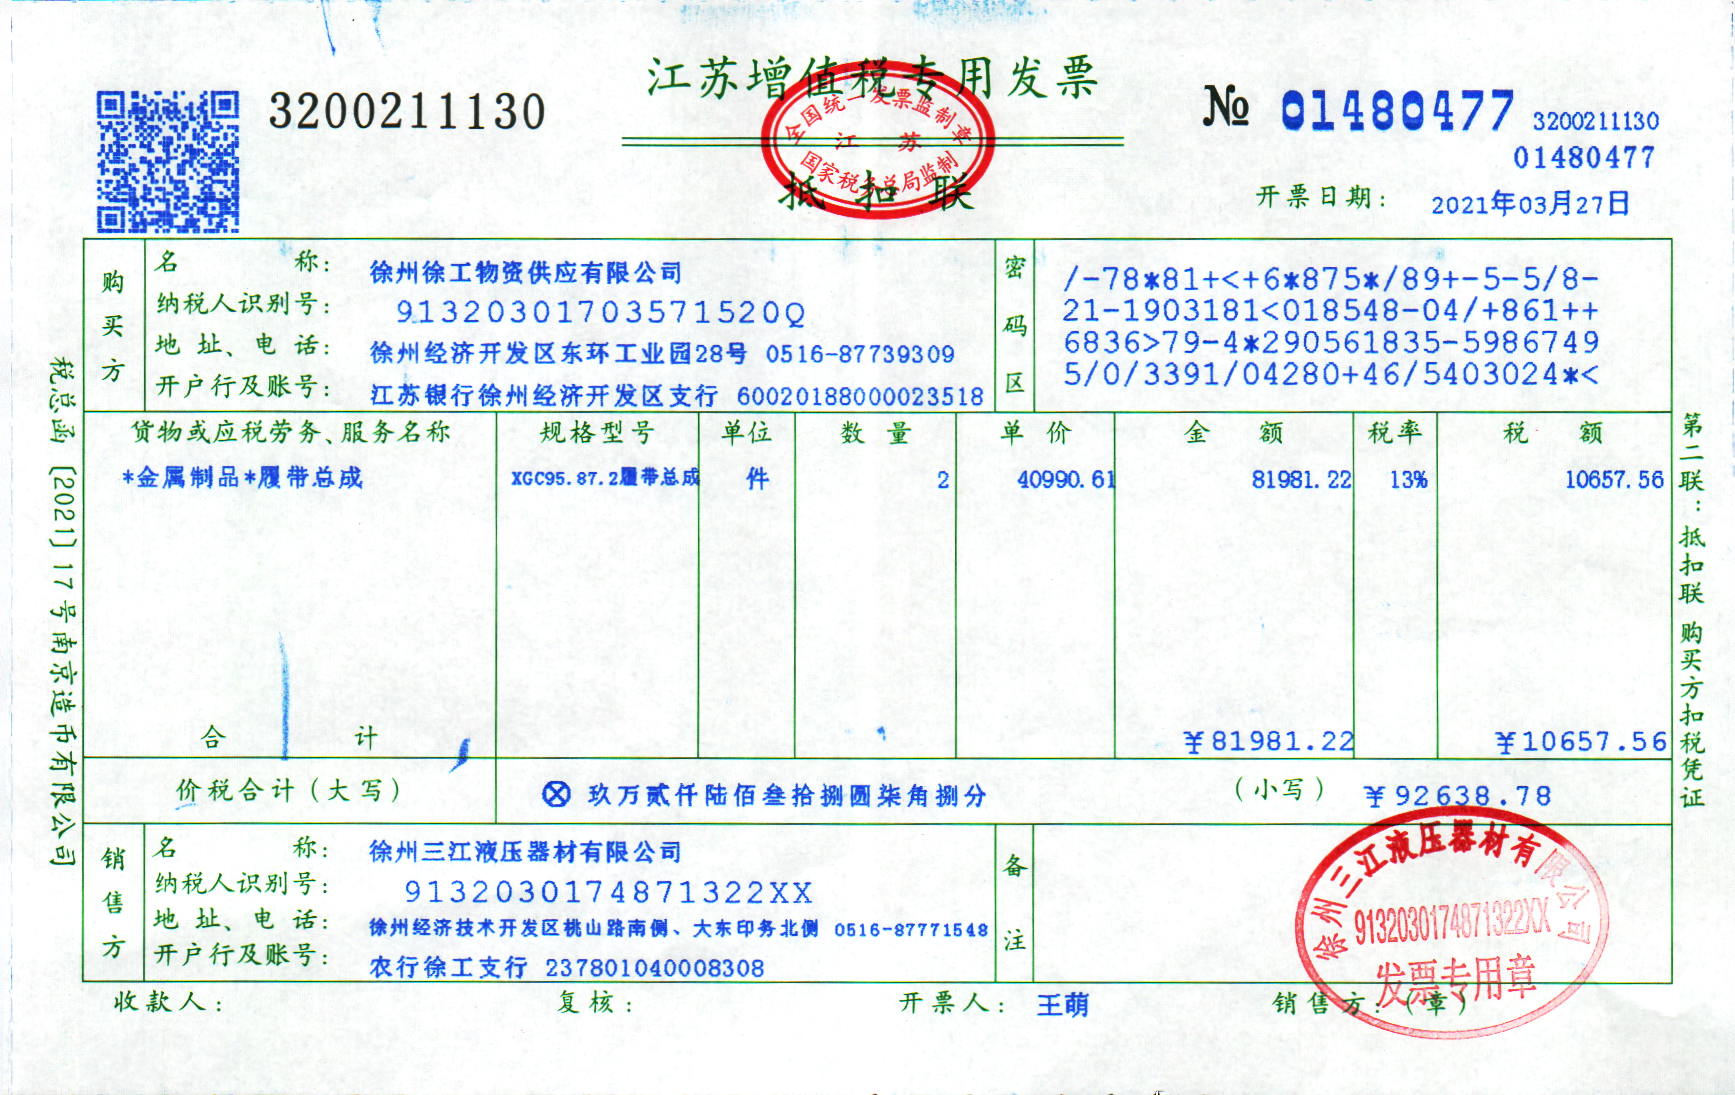 江苏增值税专用发票
3200211130
№ 01480477
3200211130
01480477
全国统一发票监制章
江 苏
国家税务总局监制
抵 扣 联
开票日期： 2021年03月27日
购买方
名 称： 徐州徐工物资供应有限公司
纳税人识别号： 91320301703571520Q
地 址、电 话： 徐州经济开发区东环工业园28号 0516-87739309
开户行及账号： 江苏银行徐州经济开发区支行 60020188000023518
密码区
/-78*81+<+6*875*/89+-5-5/8-
21-1903181<018548-04/+861++
6836>79-4*290561835-5986749
5/0/3391/04280+46/5403024*<
货物或应税劳务、服务名称 规格型号 单位 数 量 单 价 金 额 税率 税 额
*金属制品*履带总成 XGC95.87.2履带总成 件 2 40990.61 81981.22 13% 10657.56
合 计 ￥81981.22 ￥10657.56
价税合计（大写） ⊗ 玖万贰仟陆佰叁拾捌圆柒角捌分 （小写） ￥92638.78
销售方
名 称： 徐州三江液压器材有限公司
纳税人识别号： 9132030174871322XX
地 址、电 话： 徐州经济技术开发区桃山路南侧、大东印务北侧 0516-87771548
开户行及账号： 农行徐工支行 237801040008308
备注
收款人： 复核： 开票人： 王萌 销售方：（章）
徐州三江液压器材有限公司
9132030174871322XX
发票专用章
税总函〔2021〕17号南京造币有限公司
第二联：抵扣联 购买方扣税凭证